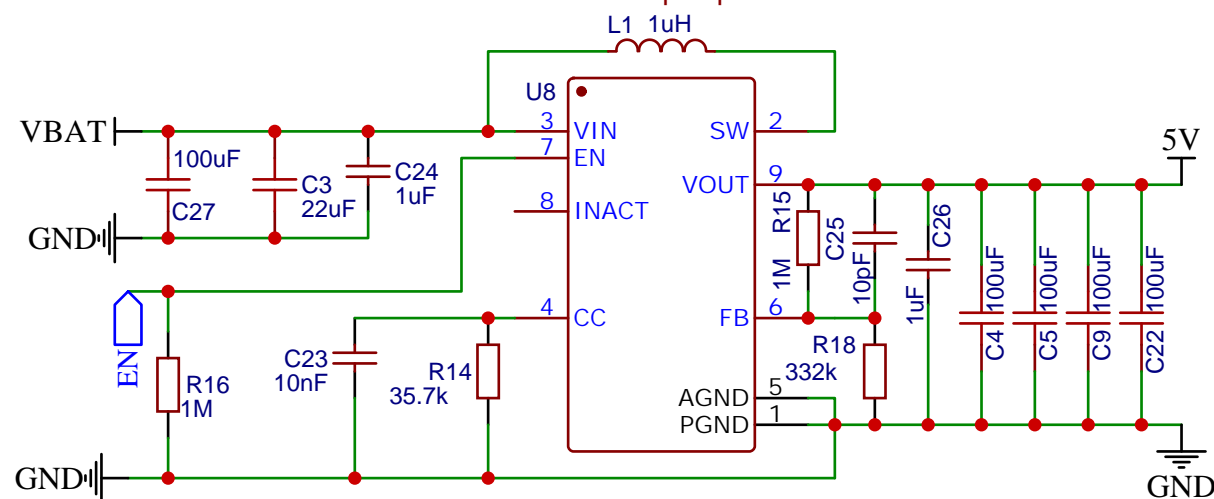 L1 1uH
U8
VBAT
3 VIN
SW 2
7 EN
5V
100uF
C27
C3
22uF
C24
1uF
VOUT 9
8 INACT
R15
1M
C25
10pF
C26
1uF
GND
100uF
C4
100uF
C5
100uF
C9
100uF
C22
4 CC
FB 6
EN
R16
1M
C23
10nF
R14
35.7k
R18
332k
AGND 5
PGND 1
GND
GND